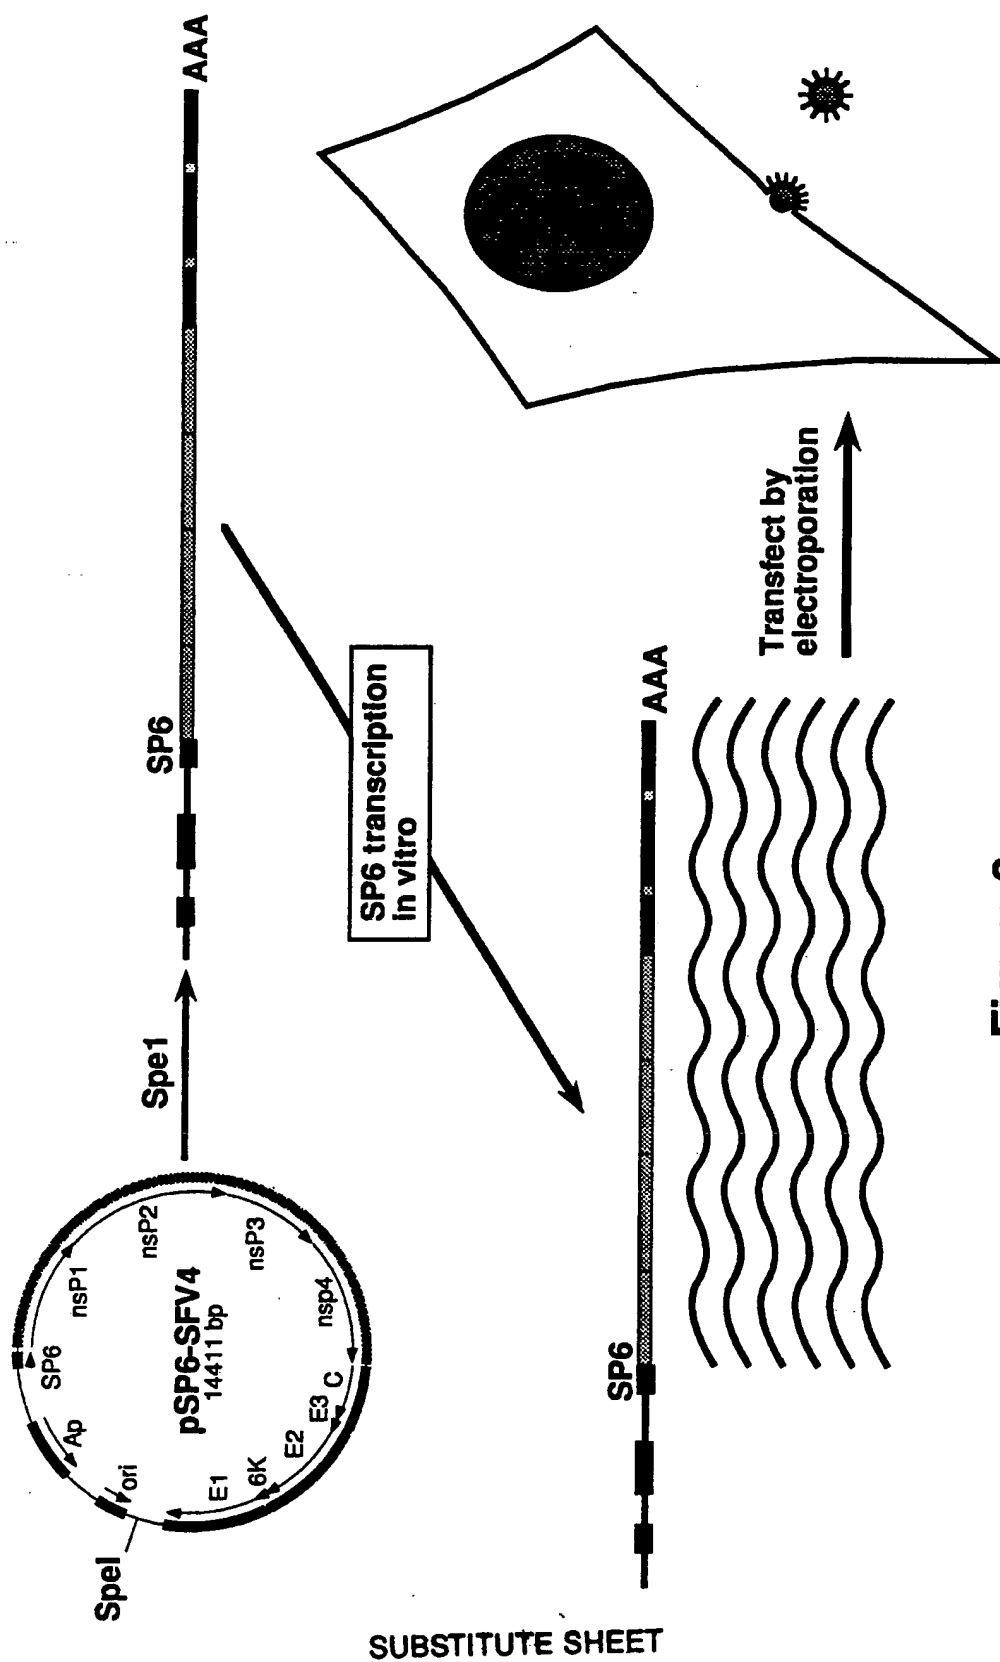 SUBSTITUTE SHEET
SpeI
pSP6-SFV4
14411 bp
SP6
nsP1
nsP2
nsP3
nsp4
C
E3
E2
6K
E1
ori
Ap
Spe1
SP6
AAA
SP6 transcription
in vitro
SP6
AAA
Transfect by
electroporation